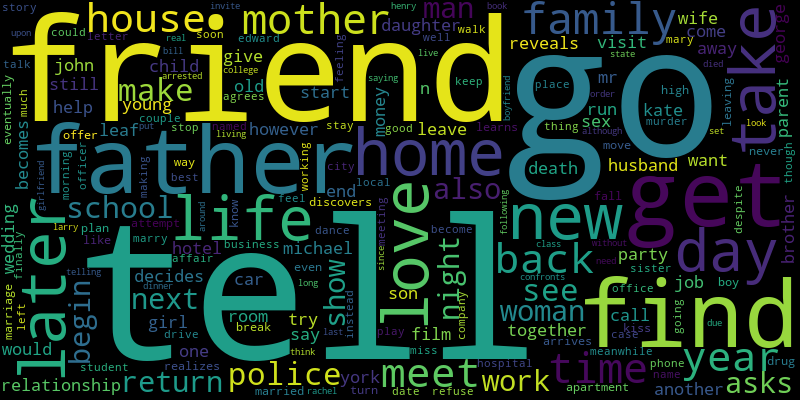 story
invite
house
mother
family
man
wife
george
upon
could
soon
edward
daughter
walk
come
henry
book
real
bill
letter
friend
go
take
talk
john
arrested
college
agrees
give
feeling
live
well
reveals
visit
mary
away
died
state
child
make
still
saying
mr
old
start
keep
place
high
leaving
eventually
much
help
young
couple
n
money
boyfriend
order
run
kate
parent
becomes
offer
put
named
stop
stay
good
leave
learns
thing
sex
murder
although
set
look
leaf
however
living
father
home
move
never
though
officer
way
best
city
working
death
husband
want
girlfriend
morning
making
end
local
also
fall
despite
brother
school
life
discovers
feel
know
around
love
new
get
day
wedding
finally
plan
like
larry
marry
attempt
dance
become
following
class
without
later
telling
affair
hotel
business
michael
since
meeting
night
back
party
sister
confronts
need
begin
decides
dinner
car
even
long
show
instead
tell
see
job
boy
office
next
room
son
company
woman
find
marriage
left
girl
drive
break
try
say
last
play
film
together
call
kiss
case
going
due
would
one
realizes
think
miss
arrives
meanwhile
drug
student
police
york
hospital
time
year
phone
name
relationship
return
married
rachel
turn
date
refuse
meet
work
apartment
another
asks